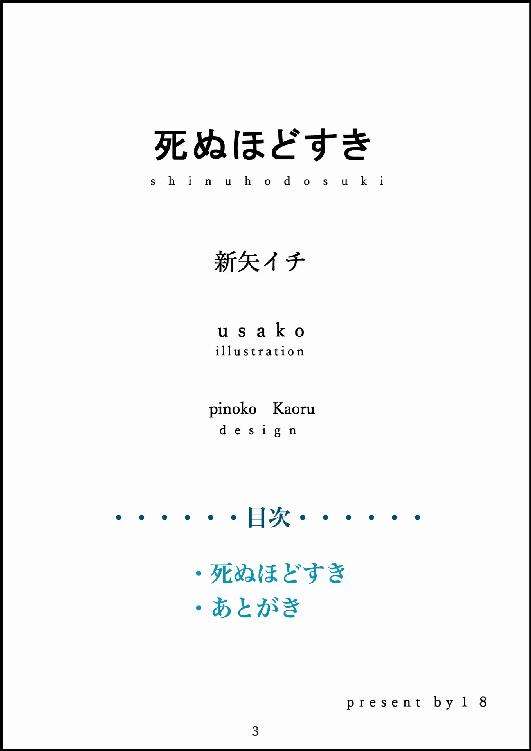 死ぬほどすき
shinuhodosuki
新矢イチ
usako
illustration
pinoko　Kaoru
design
・・・・・・目次・・・・・・
・死ぬほどすき
・あとがき
present by１８
3